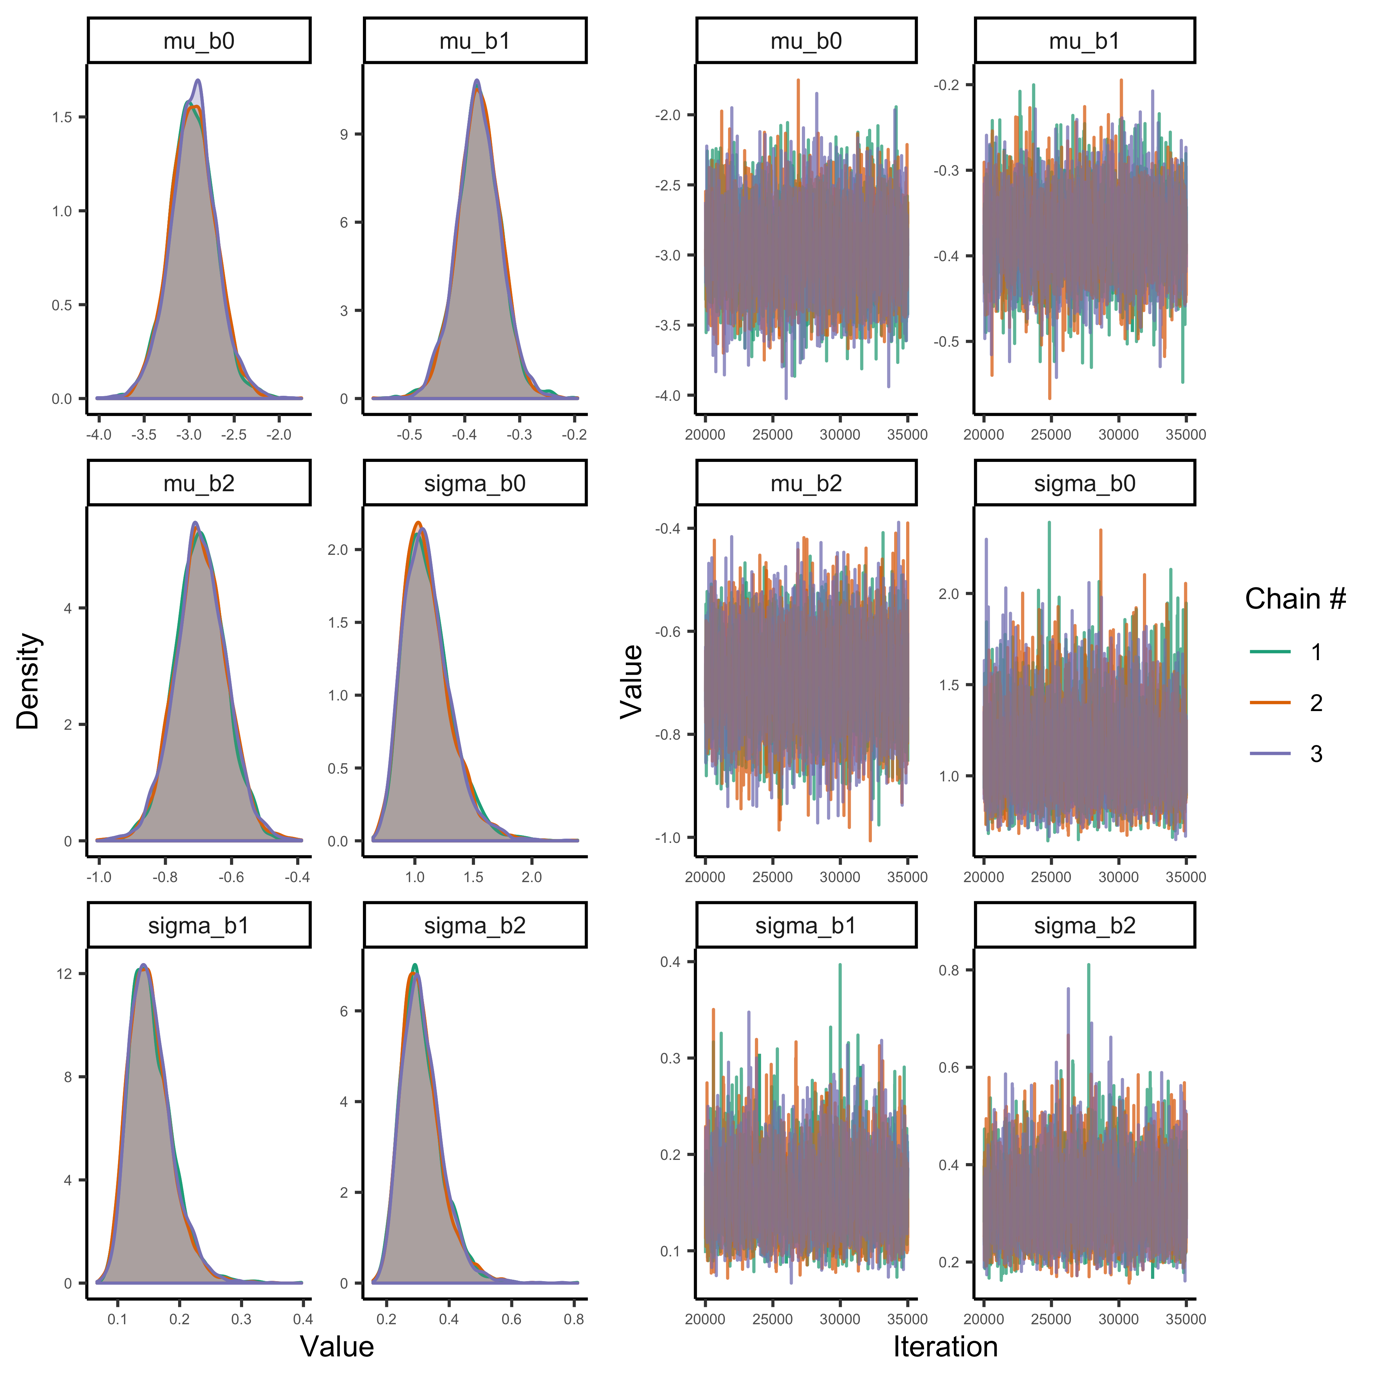 mu_b0 mu_b1 mu_b0 mu_b1
1.5
1.0
0.5
0.0
9
6
3
0
-2.0
-2.5
-3.0
-3.5
-4.0
-0.2
-0.3
-0.4
-0.5
-4.0 -3.5 -3.0 -2.5 -2.0
-0.5 -0.4 -0.3 -0.2
20000 25000 30000 35000
20000 25000 30000 35000
mu_b2 sigma_b0 mu_b2 sigma_b0
4
2
0
2.0
1.5
1.0
0.5
0.0
-0.4
-0.6
-0.8
-1.0
2.0
1.5
1.0
-1.0 -0.8 -0.6 -0.4
1.0 1.5 2.0
20000 25000 30000 35000
20000 25000 30000 35000
Density
Value
Chain #
1
2
3
sigma_b1 sigma_b2 sigma_b1 sigma_b2
12
8
4
0
6
4
2
0
0.4
0.3
0.2
0.1
0.8
0.6
0.4
0.2
0.1 0.2 0.3 0.4
0.2 0.4 0.6 0.8
20000 25000 30000 35000
20000 25000 30000 35000
Value
Iteration